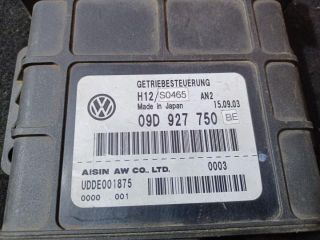 GETRIEBESTEUERUNG
H12/S0465 AN2
Made in Japan 15.09.03
09D 927 750 BE
AISIN AW CO., LTD. 0003
UDDE001875
0000 001